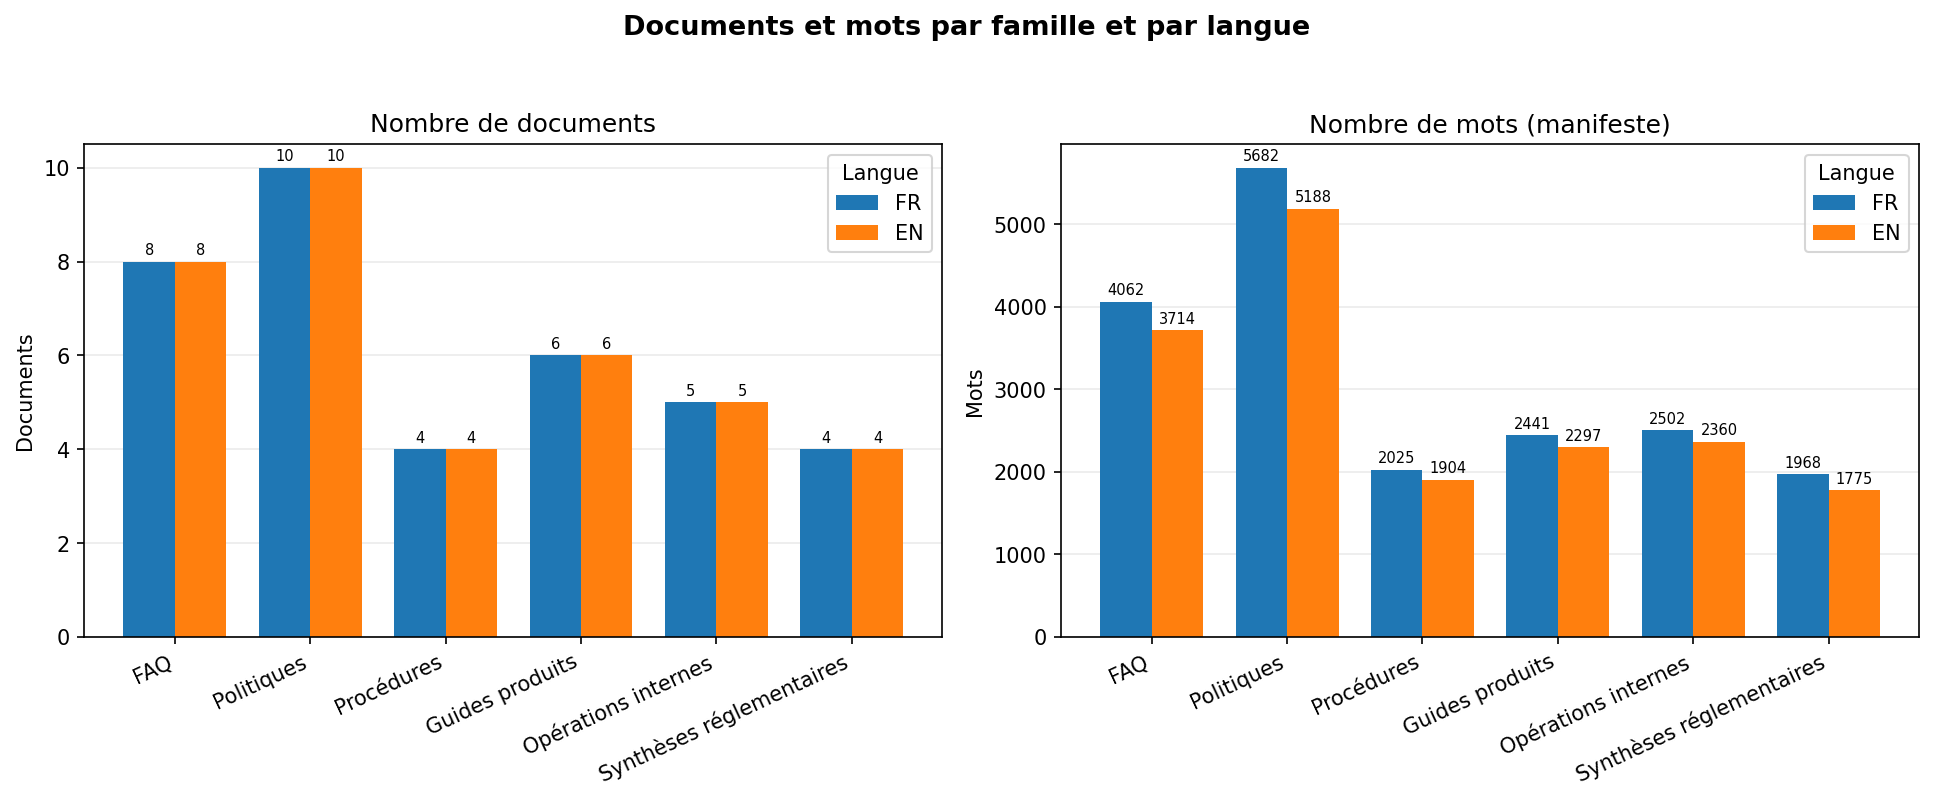 Documents et mots par famille et par langue
Nombre de documents
Documents
10
8
6
4
2
0
8
8
10
10
4
4
6
6
5
5
4
4
Langue
FR
EN
FAQ
Politiques
Procédures
Guides produits
Opérations internes
Synthèses réglementaires
Nombre de mots (manifeste)
Mots
5000
4000
3000
2000
1000
0
4062
3714
5682
5188
2025
1904
2441
2297
2502
2360
1968
1775
Langue
FR
EN
FAQ
Politiques
Procédures
Guides produits
Opérations internes
Synthèses réglementaires